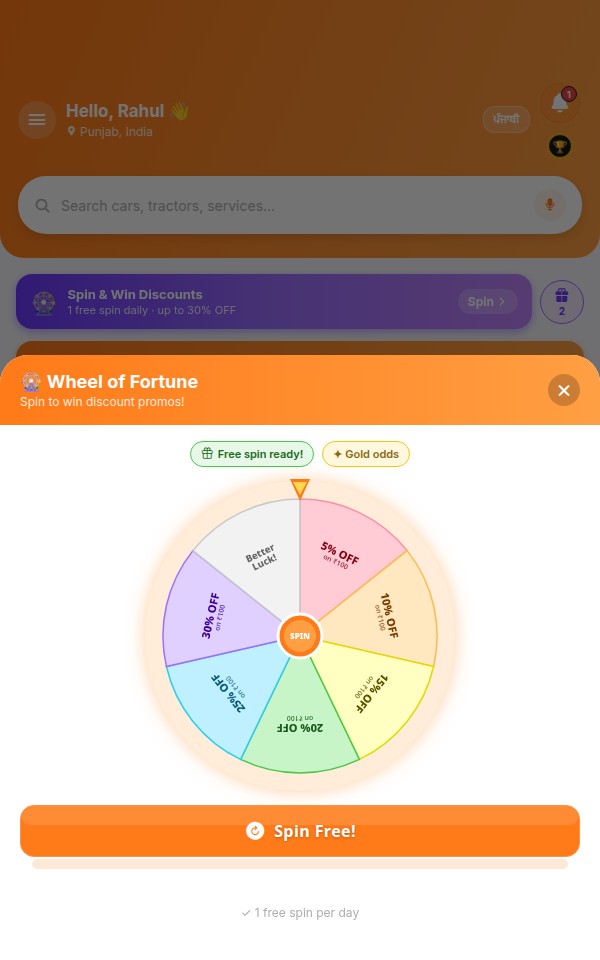 Hello, Rahul 👋
Punjab, India
ਪੰਜਾਬੀ
1
Search cars, tractors, services...
Spin & Win Discounts
1 free spin daily · up to 30% OFF
Spin
2
Wheel of Fortune
Spin to win discount promos!
Free spin ready!
✦ Gold odds
5% OFF
on ₹100
10% OFF
on ₹100
15% OFF
on ₹100
20% OFF
on ₹100
25% OFF
on ₹100
30% OFF
on ₹100
Better
Luck!
SPIN
Spin Free!
✓ 1 free spin per day